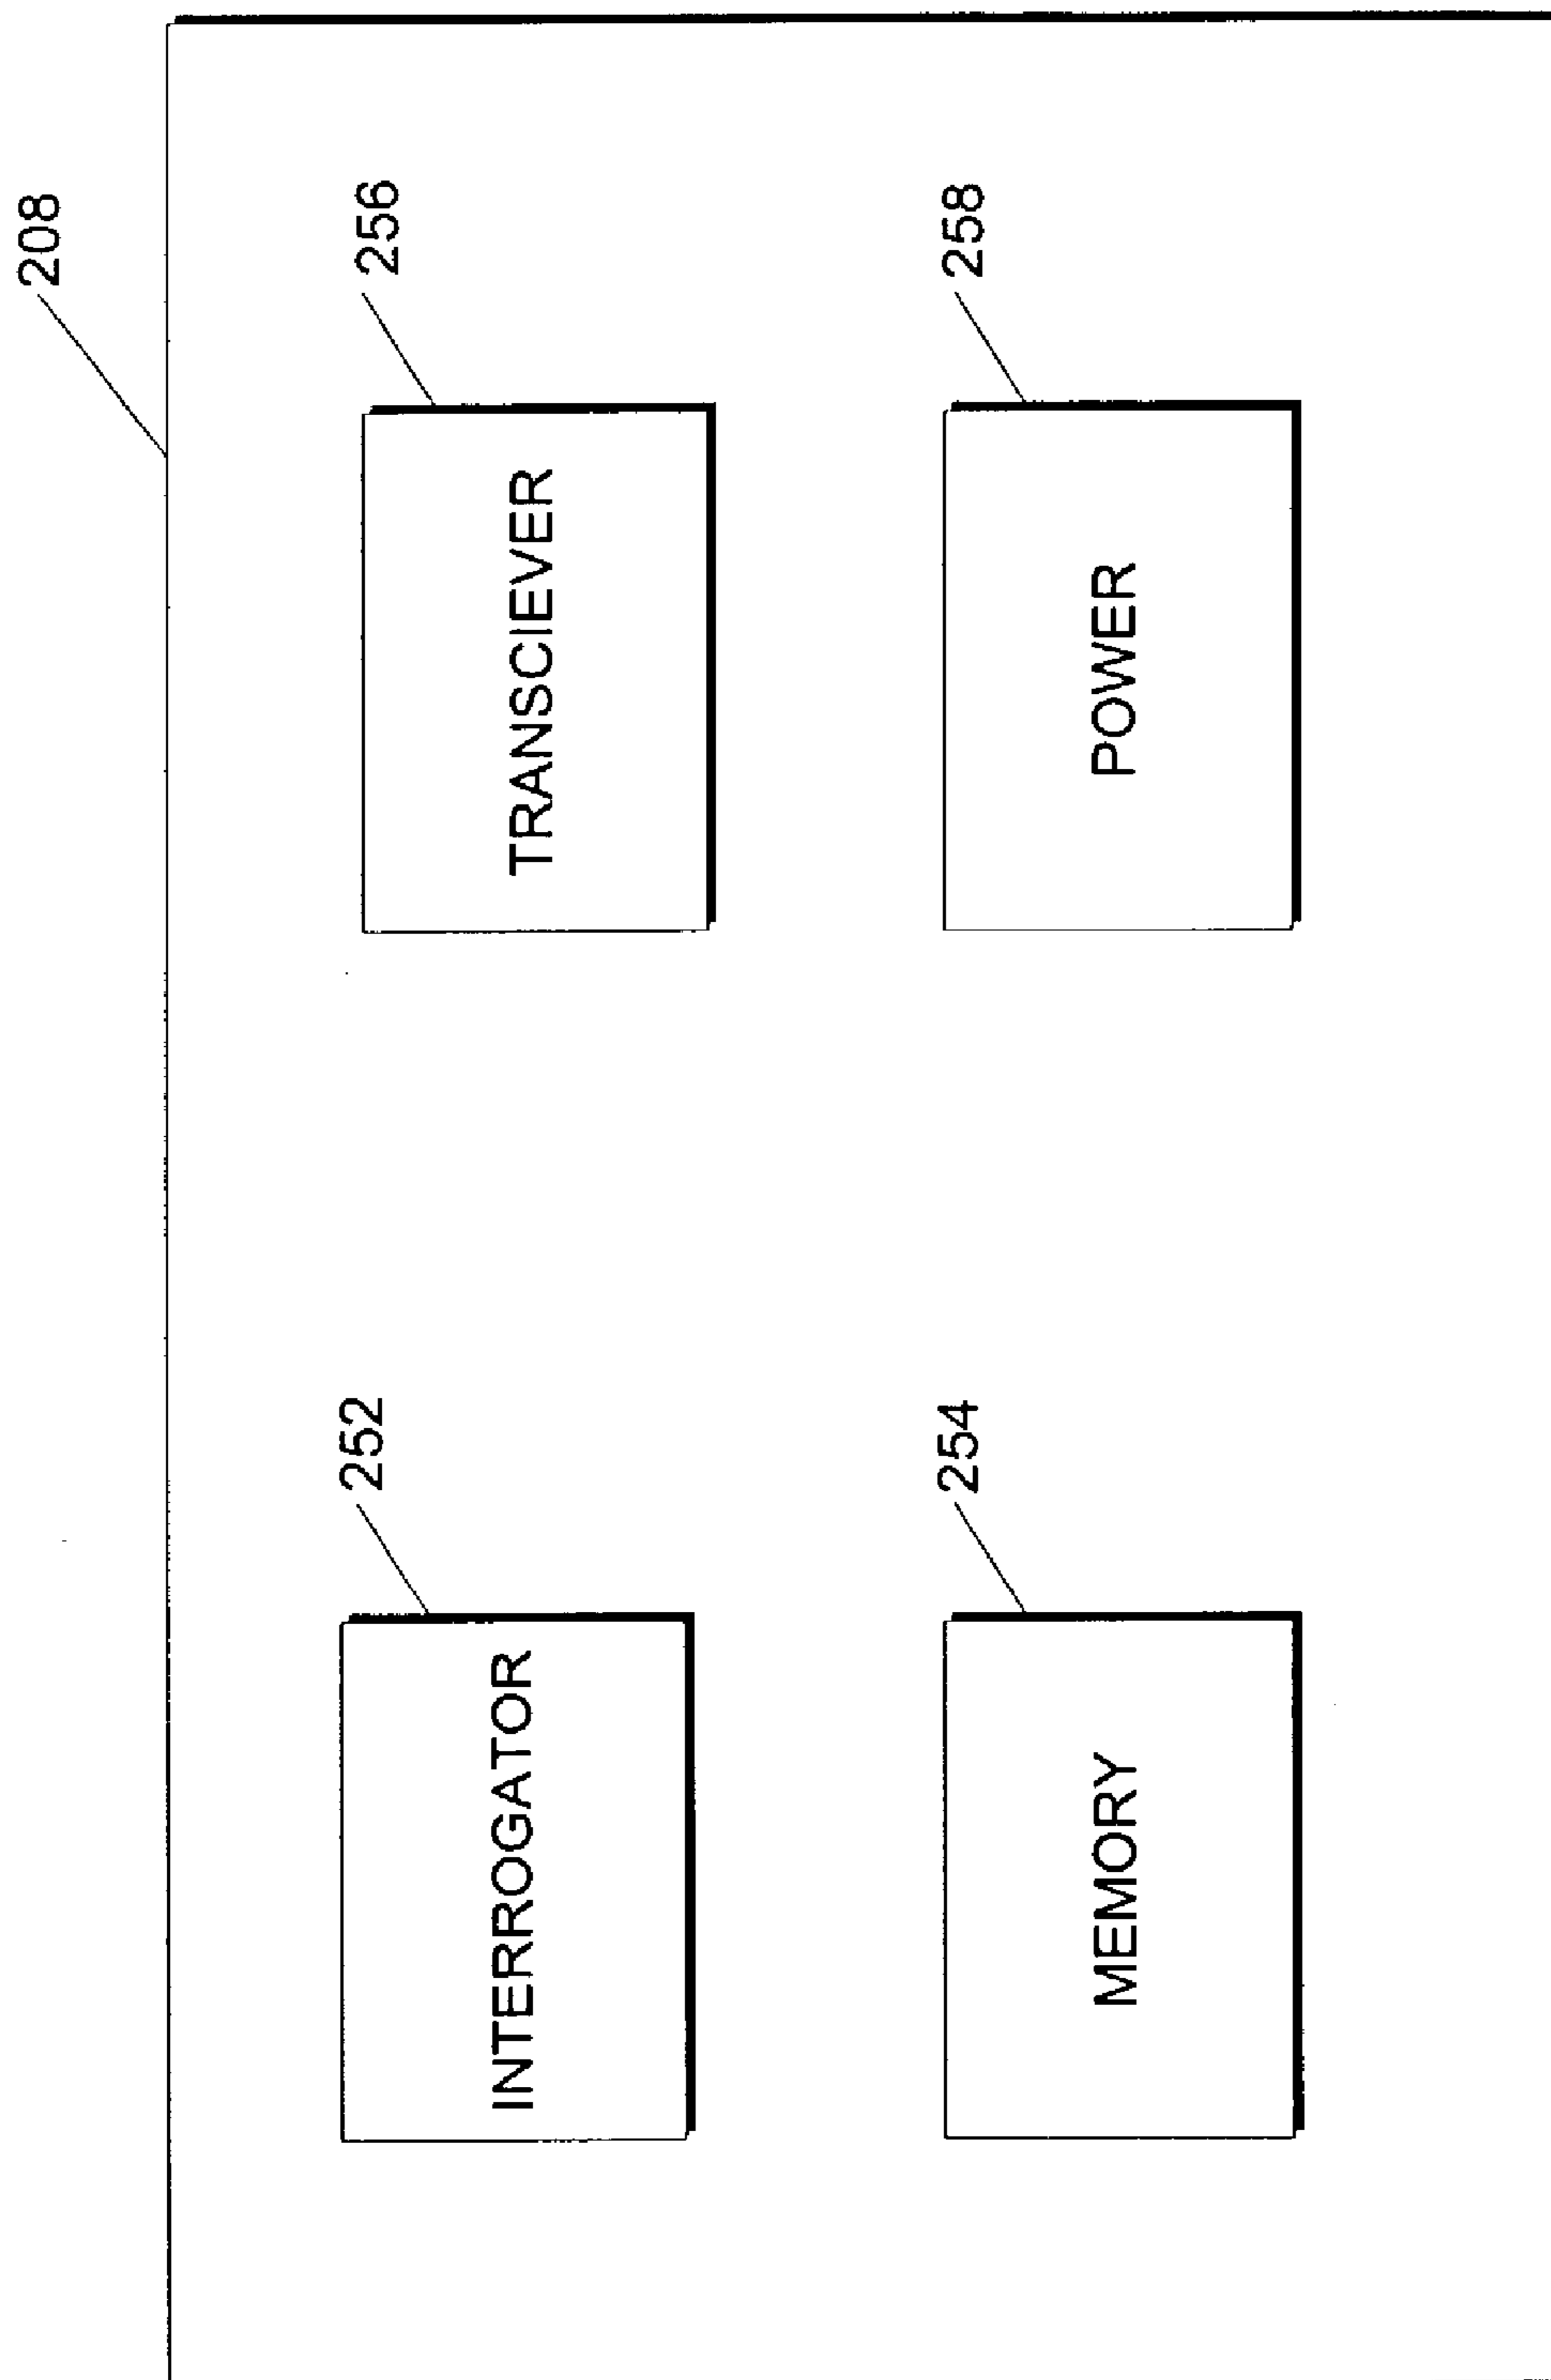 208
252
256
INTERROGATOR
TRANSCIEVER
254
258
MEMORY
POWER